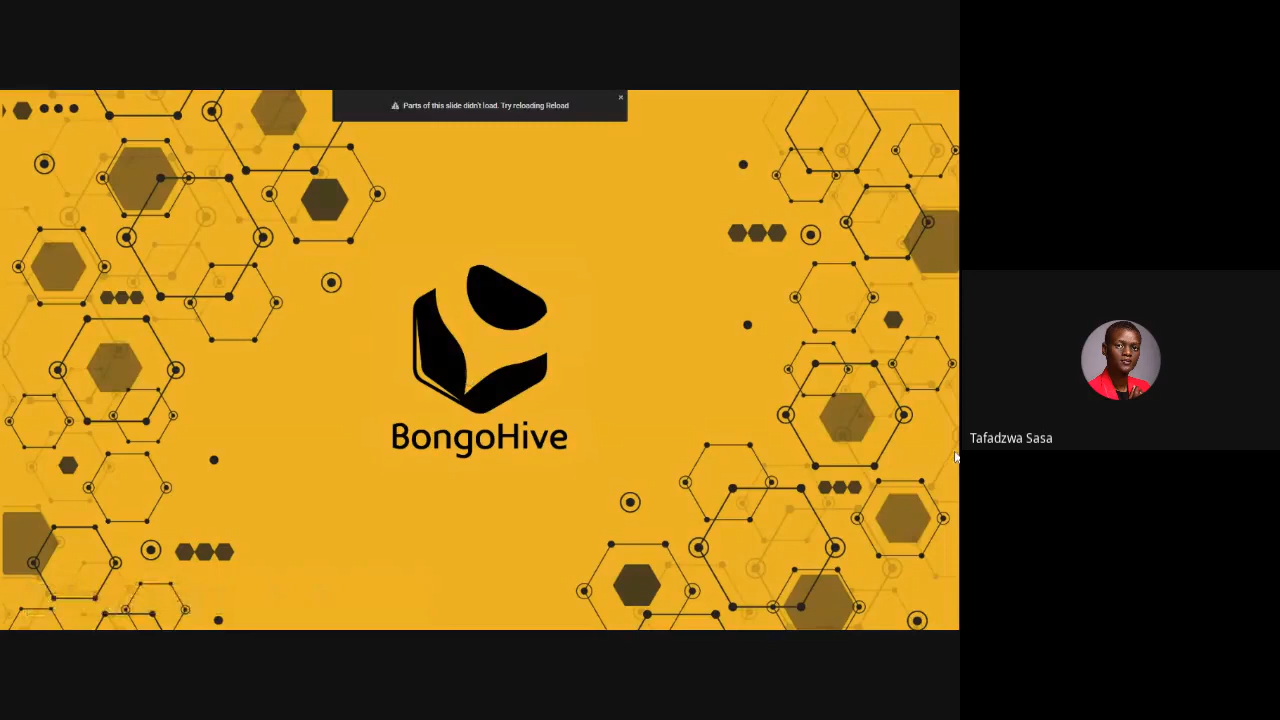 Parts of this slide didn't load. Try reloading Reload
BongoHive
Tafadzwa Sasa